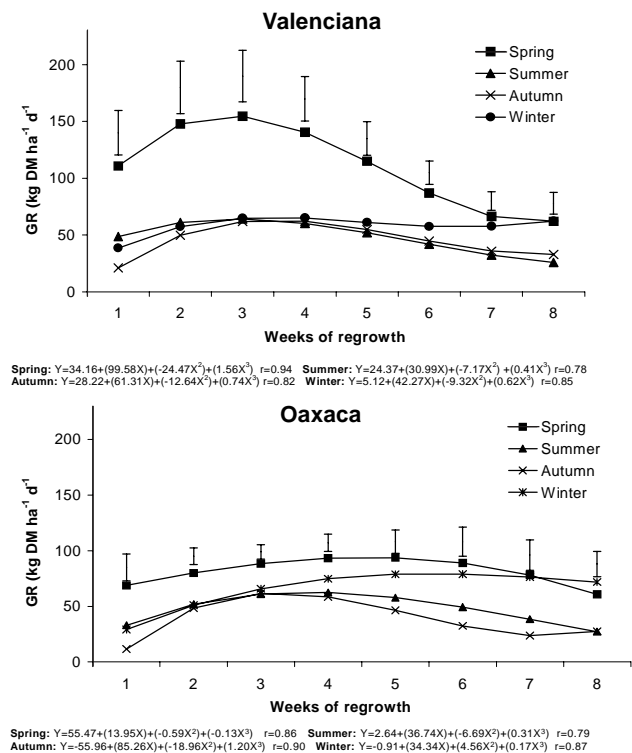 Valenciana
Spring
Summer
Autumn
Winter
GR (kg DM ha⁻¹ d⁻¹
200
150
100
50
0
1 2 3 4 5 6 7 8
Weeks of regrowth
Spring: Y=34.16+(99.58X)+(-24.47X²)+(1.56X³) r=0.94 Summer: Y=24.37+(30.99X)+(-7.17X²) +(0.41X³) r=0.78
Autumn: Y=28.22+(61.31X)+(-12.64X²)+(0.74X³) r=0.82 Winter: Y=5.12+(42.27X)+(-9.32X²)+(0.62X³) r=0.85
Oaxaca
Spring
Summer
Autumn
Winter
GR (kg DM ha⁻¹ d⁻¹
200
150
100
50
0
1 2 3 4 5 6 7 8
Weeks of regrowth
Spring: Y=55.47+(13.95X)+(-0.59X²)+(-0.13X³) r=0.86 Summer: Y=2.64+(36.74X)+(-6.69X²)+(0.31X³) r=0.79
Autumn: Y=-55.96+(85.26X)+(-18.96X²)+(1.20X³) r=0.90 Winter: Y=-0.91+(34.34X)+(4.56X²)+(0.17X³) r=0.87